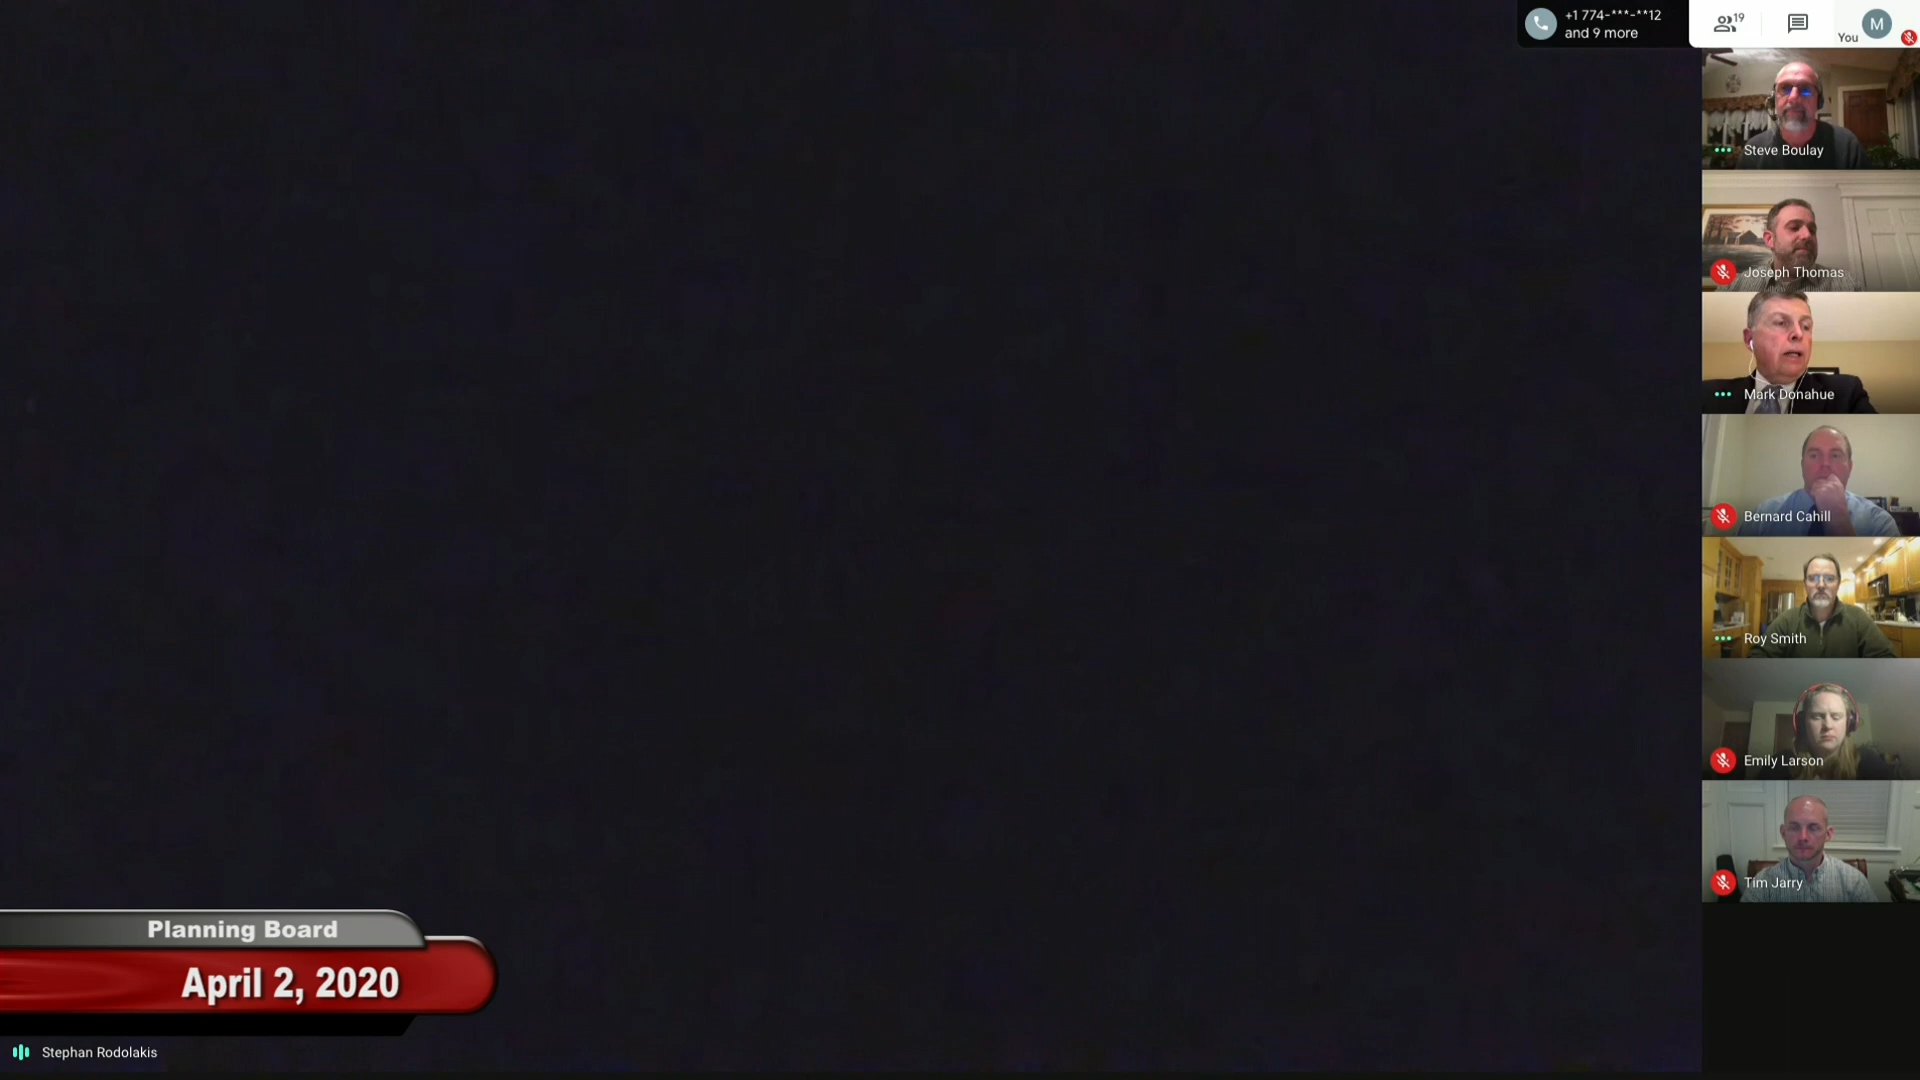 +1 774-***-**12
and 9 more
19
You
M
Steve Boulay
Joseph Thomas
Mark Donahue
Bernard Cahill
Roy Smith
Emily Larson
Tim Jarry
Planning Board
April 2, 2020
Stephan Rodolakis